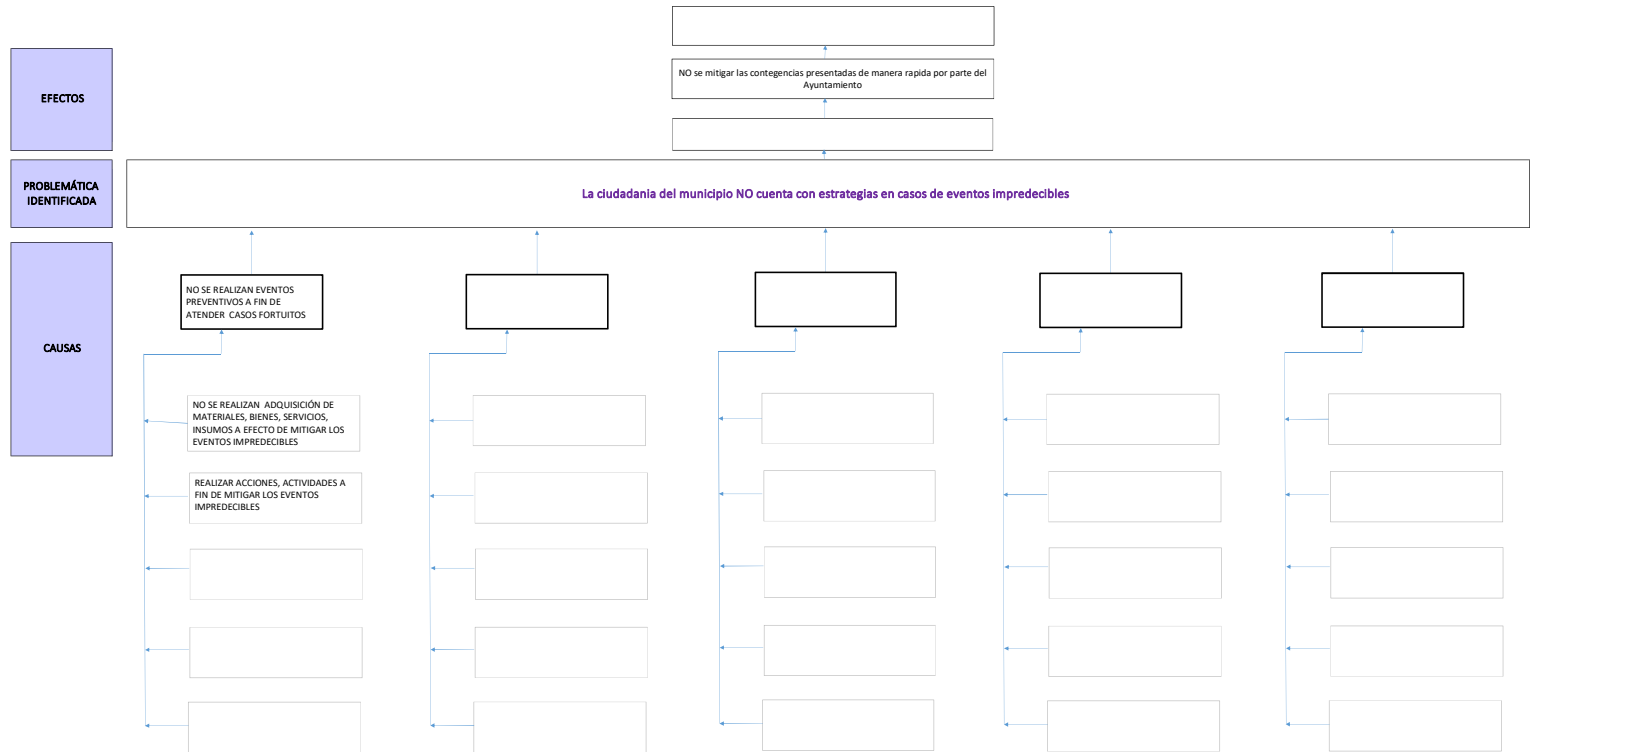 NO se mitigar las contegencias presentadas de manera rapida por parte del
Ayuntamiento
EFECTOS
PROBLEMÁTICA
IDENTIFICADA
La ciudadania del municipio NO cuenta con estrategias en casos de eventos impredecibles
CAUSAS
NO SE REALIZAN EVENTOS
PREVENTIVOS A FIN DE
ATENDER CASOS FORTUITOS
NO SE REALIZAN ADQUISICIÓN DE
MATERIALES, BIENES, SERVICIOS,
INSUMOS A EFECTO DE MITIGAR LOS
EVENTOS IMPREDECIBLES
REALIZAR ACCIONES, ACTIVIDADES A
FIN DE MITIGAR LOS EVENTOS
IMPREDECIBLES